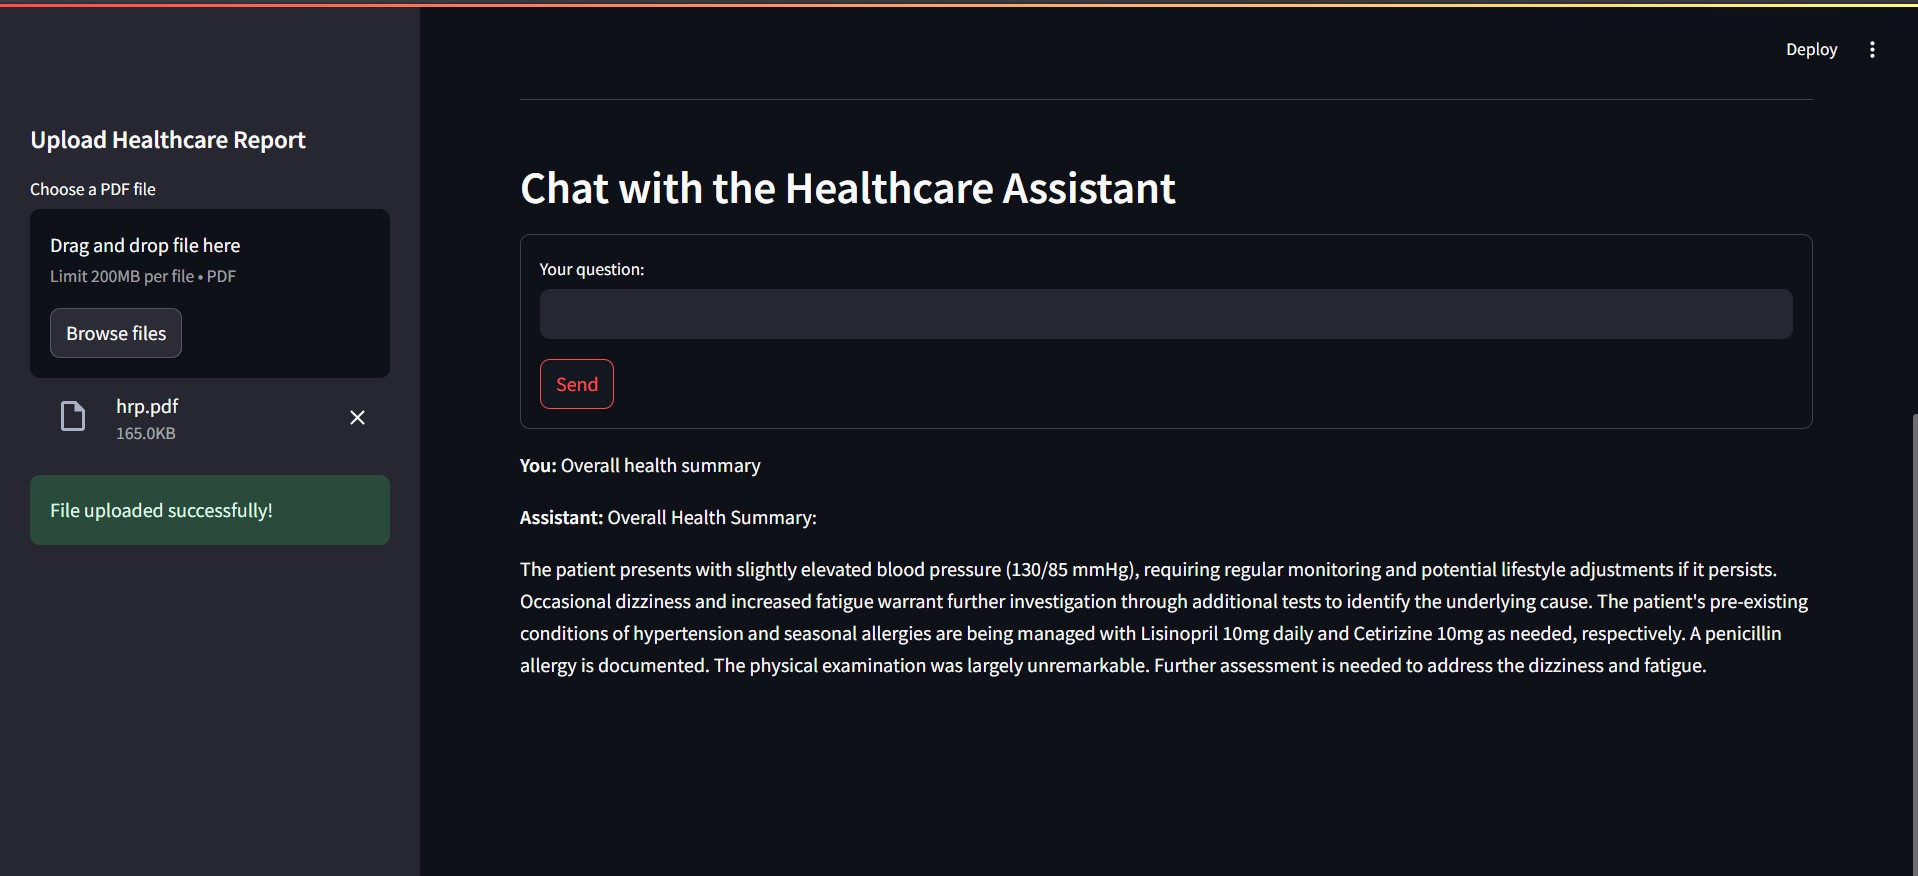 Deploy
Upload Healthcare Report
Choose a PDF file
Drag and drop file here
Limit 200MB per file • PDF
Browse files
hrp.pdf
165.0KB
File uploaded successfully!
Chat with the Healthcare Assistant
Your question:
Send
You: Overall health summary
Assistant: Overall Health Summary:
The patient presents with slightly elevated blood pressure (130/85 mmHg), requiring regular monitoring and potential lifestyle adjustments if it persists.
Occasional dizziness and increased fatigue warrant further investigation through additional tests to identify the underlying cause. The patient's pre-existing
conditions of hypertension and seasonal allergies are being managed with Lisinopril 10mg daily and Cetirizine 10mg as needed, respectively. A penicillin
allergy is documented. The physical examination was largely unremarkable. Further assessment is needed to address the dizziness and fatigue.